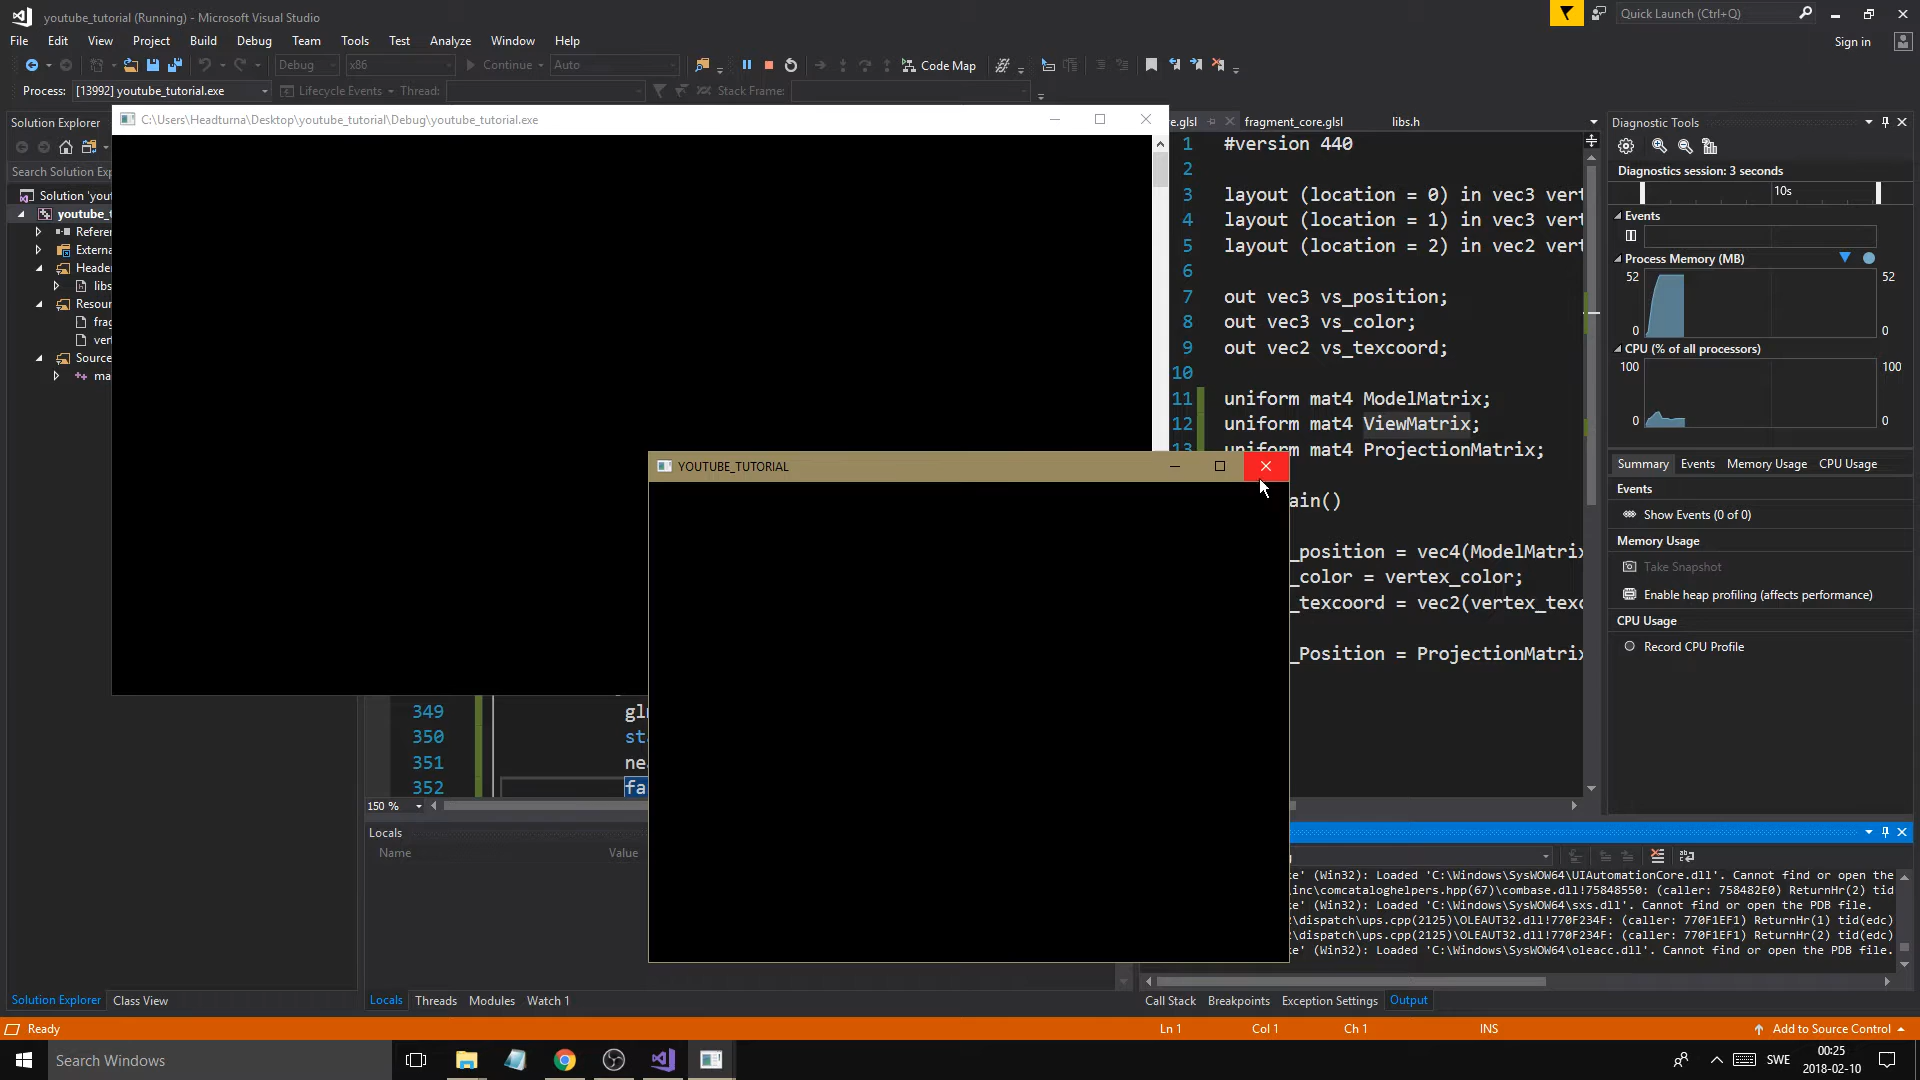 youtube_tutorial (Running) - Microsoft Visual Studio
Quick Launch (Ctrl+Q)
File Edit View Project Build Debug Team Tools Test Analyze Window Help
Sign in
Debug x86 Continue Auto Code Map
Process: [13992] youtube_tutorial.exe Lifecycle Events Thread: Stack Frame:
Solution Explorer
Search Solution Exp
Solution 'yout
youtube_t
Referer
Externa
Heade
libs
Resour
frag
vert
Source
ma
C:\Users\Headturna\Desktop\youtube_tutorial\Debug\youtube_tutorial.exe
e.glsl fragment_core.glsl libs.h
1 #version 440
2
3 layout (location = 0) in vec3 vert
4 layout (location = 1) in vec3 vert
5 layout (location = 2) in vec2 vert
6
7 out vec3 vs_position;
8 out vec3 vs_color;
9 out vec2 vs_texcoord;
10
11 uniform mat4 ModelMatrix;
12 uniform mat4 ViewMatrix;
13 uniform mat4 ProjectionMatrix;
ain()
_position = vec4(ModelMatrix
_color = vertex_color;
_texcoord = vec2(vertex_texc
_Position = ProjectionMatrix
YOUTUBE_TUTORIAL
349 glm
350 sta
351 nea
352 fa
150 %
Locals
Name Value
Diagnostic Tools
Diagnostics session: 3 seconds
10s
Events
Process Memory (MB)
52 52
0 0
CPU (% of all processors)
100 100
0 0
Summary Events Memory Usage CPU Usage
Events
Show Events (0 of 0)
Memory Usage
Take Snapshot
Enable heap profiling (affects performance)
CPU Usage
Record CPU Profile
e' (Win32): Loaded 'C:\Windows\SysWOW64\UIAutomationCore.dll'. Cannot find or open the
inc\comcataloghelpers.hpp(67)\combase.dll!75848550: (caller: 758482E0) ReturnHr(2) tid
e' (Win32): Loaded 'C:\Windows\SysWOW64\sxs.dll'. Cannot find or open the PDB file.
\dispatch\ups.cpp(2125)\OLEAUT32.dll!770F234F: (caller: 770F1EF1) ReturnHr(1) tid(edc)
\dispatch\ups.cpp(2125)\OLEAUT32.dll!770F234F: (caller: 770F1EF1) ReturnHr(2) tid(edc)
e' (Win32): Loaded 'C:\Windows\SysWOW64\oleacc.dll'. Cannot find or open the PDB file.
Solution Explorer Class View
Locals Threads Modules Watch 1
Call Stack Breakpoints Exception Settings Output
Ready Ln 1 Col 1 Ch 1 INS Add to Source Control
Search Windows
SWE
00:25
2018-02-10